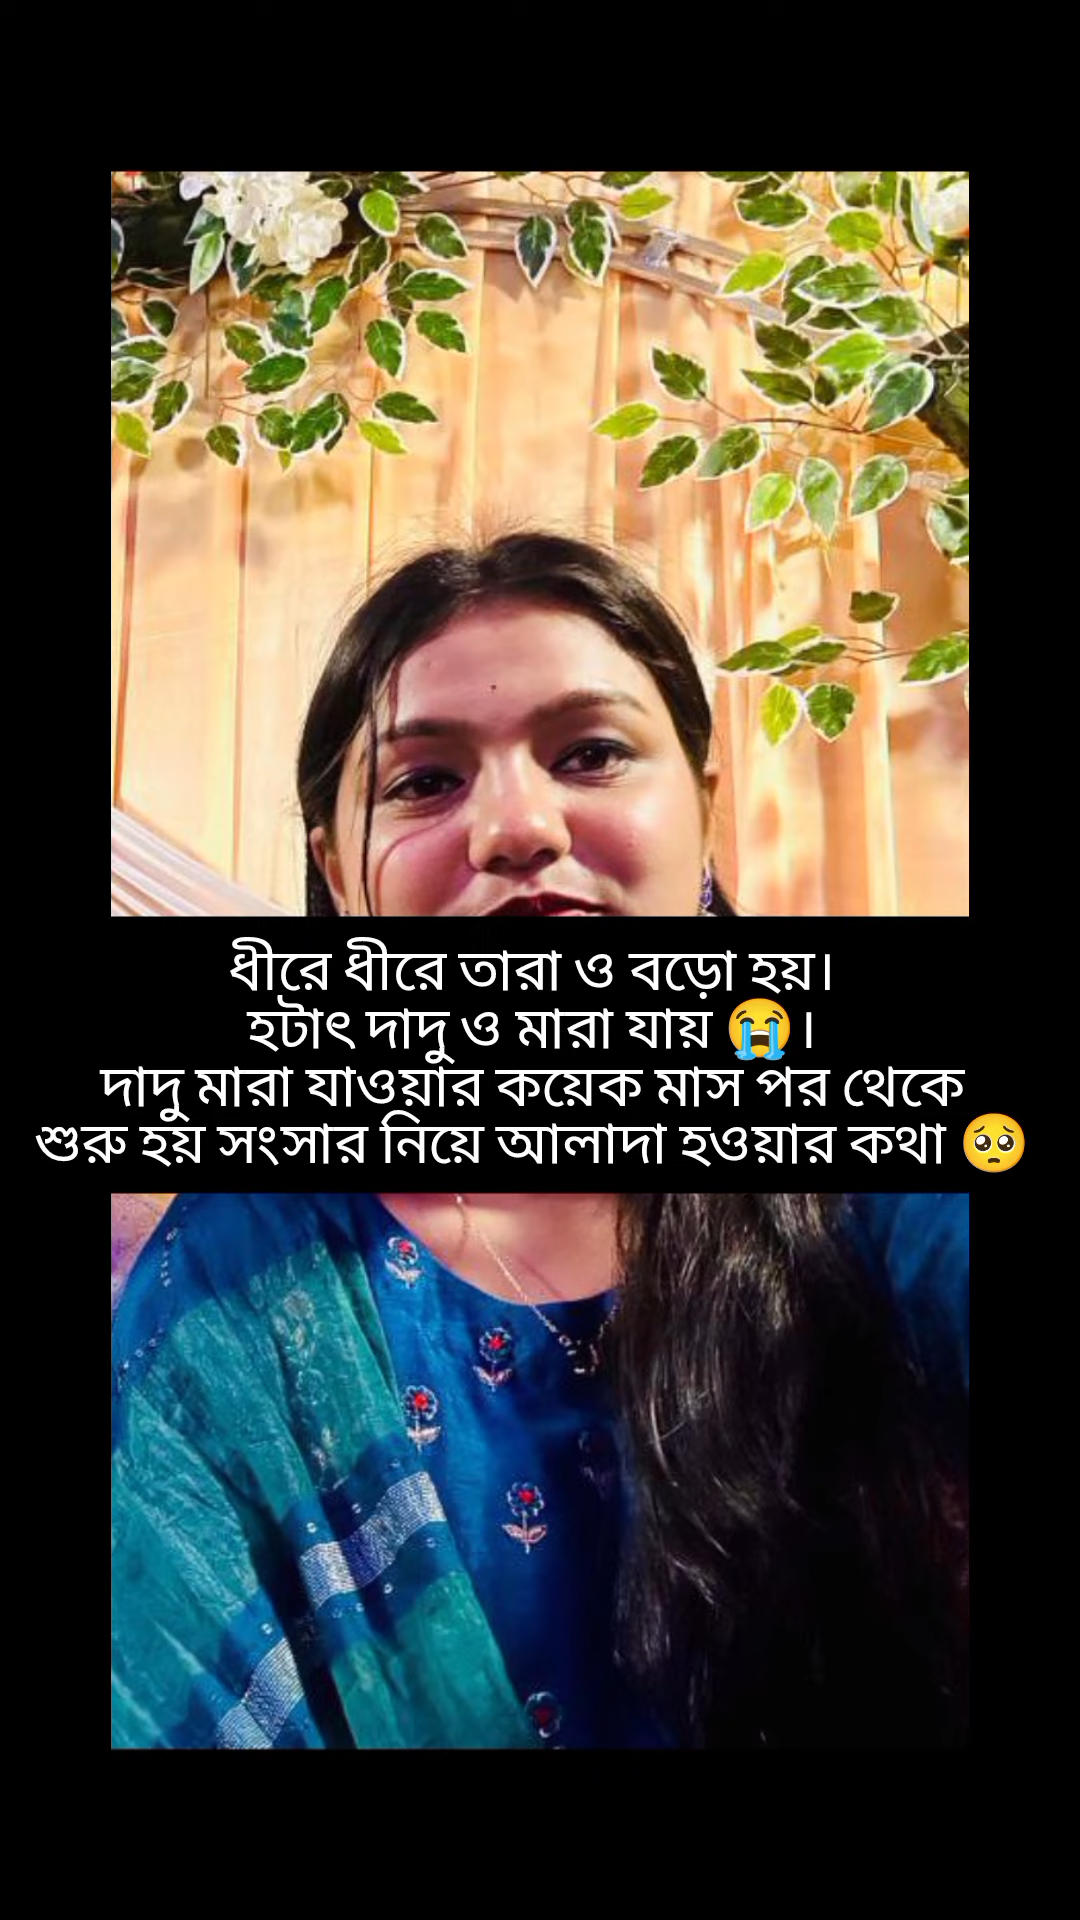 ধীরে ধীরে তারা ও বড়ো হয়।
হটাৎ দাদু ও মারা যায় 😭।
দাদু মারা যাওয়ার কয়েক মাস পর থেকে
শুরু হয় সংসার নিয়ে আলাদা হওয়ার কথা 🥺